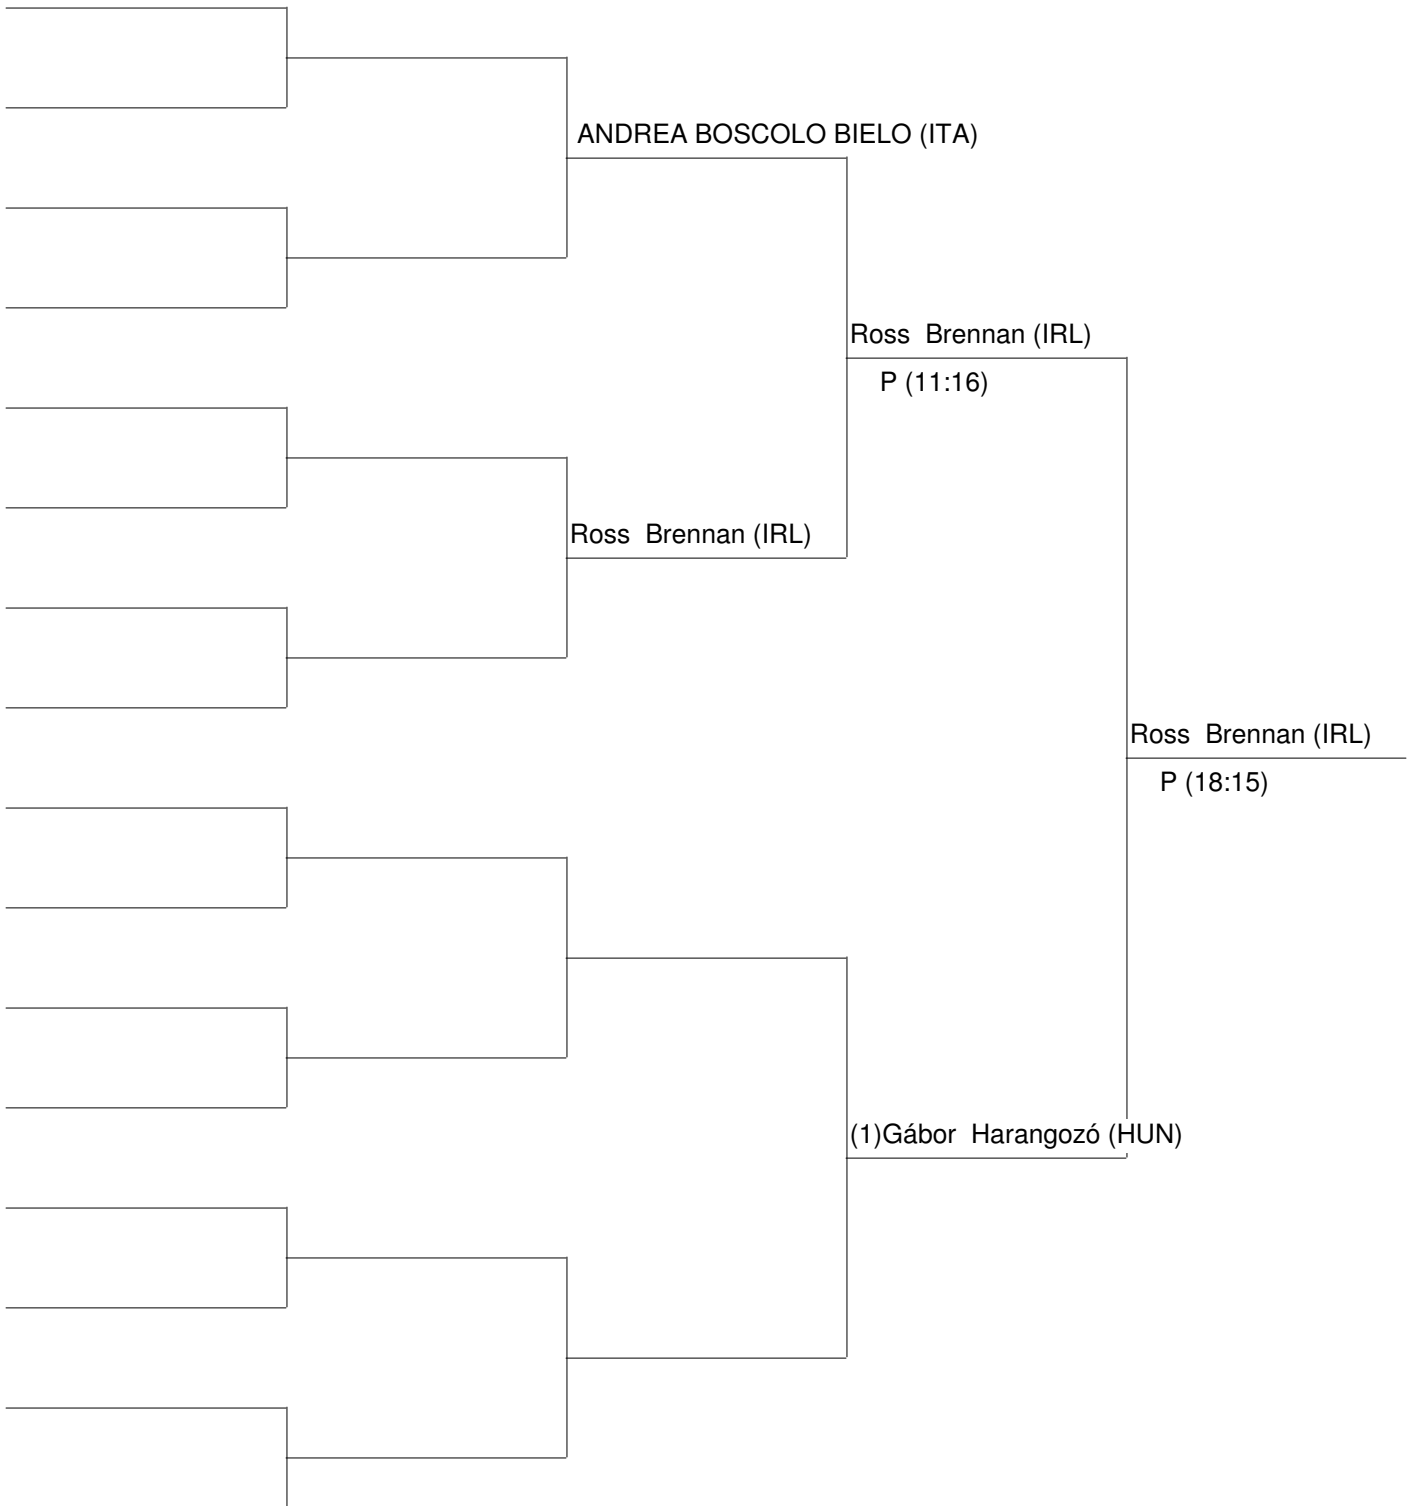 ANDREA BOSCOLO BIELO (ITA)
Ross  Brennan (IRL)
P (11:16)
Ross  Brennan (IRL)
Ross  Brennan (IRL)
P (18:15)
(1)Gábor  Harangozó (HUN)